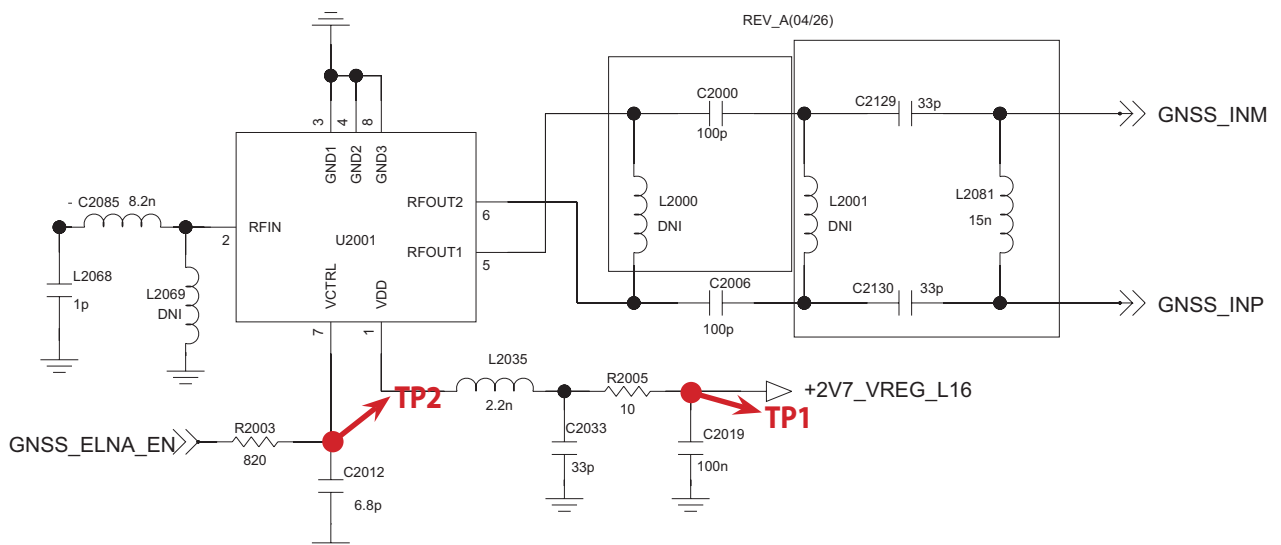 REV_A(04/26)
C2000
100p
C2129
33p
GNSS_INM
3
4
8
GND1
GND2
GND3
- C2085
8.2n
2
RFIN
RFOUT2
6
U2001
RFOUT1
5
L2000
DNI
L2001
DNI
L2081
15n
L2068
1p
L2069
DNI
VCTRL
VDD
7
1
C2006
100p
C2130
33p
GNSS_INP
L2035
2.2n
R2005
10
+2V7_VREG_L16
TP2
TP1
GNSS_ELNA_EN
R2003
820
C2033
33p
C2019
100n
C2012
6.8p